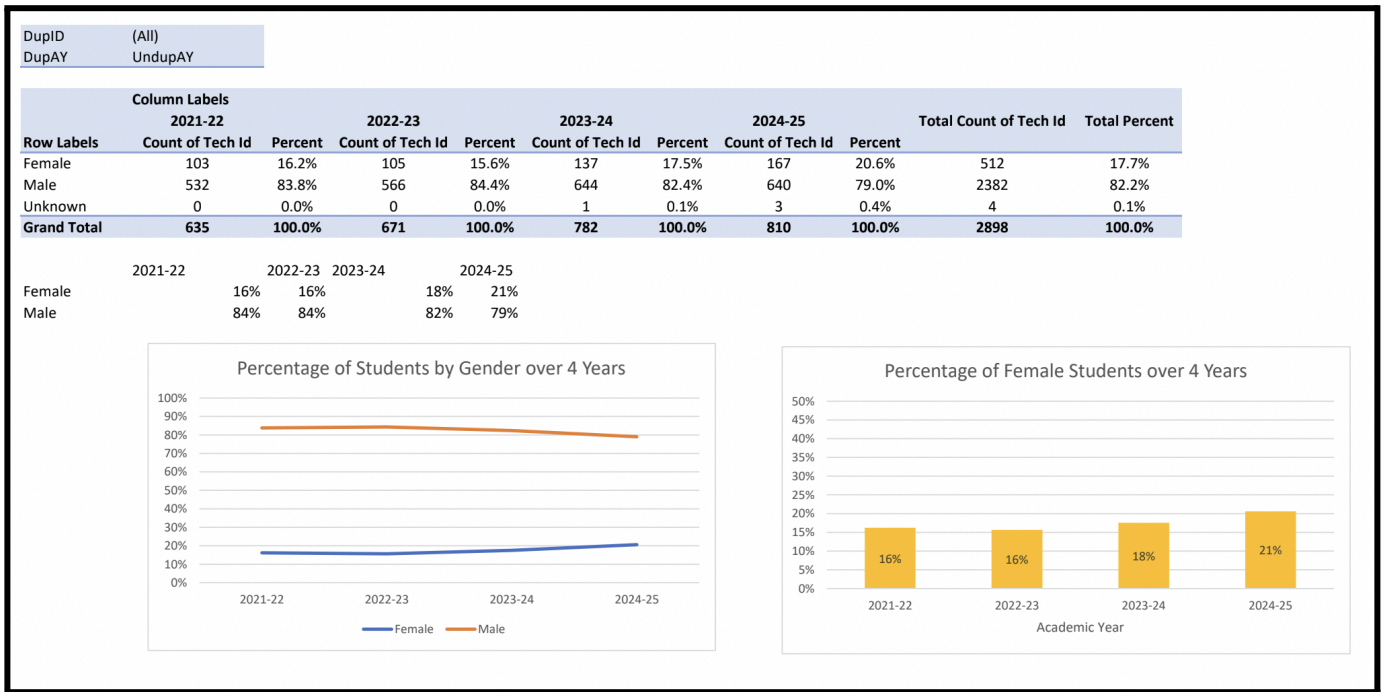 DupID (All)
DupAY UndupAY
Column Labels
2021-22 2022-23 2023-24 2024-25 Total Count of Tech Id Total Percent
Row Labels Count of Tech Id Percent Count of Tech Id Percent Count of Tech Id Percent Count of Tech Id Percent
Female 103 16.2% 105 15.6% 137 17.5% 167 20.6% 512 17.7%
Male 532 83.8% 566 84.4% 644 82.4% 640 79.0% 2382 82.2%
Unknown 0 0.0% 0 0.0% 1 0.1% 3 0.4% 4 0.1%
Grand Total 635 100.0% 671 100.0% 782 100.0% 810 100.0% 2898 100.0%
2021-22 2022-23 2023-24 2024-25
Female 16% 16% 18% 21%
Male 84% 84% 82% 79%
Percentage of Students by Gender over 4 Years
100%
90%
80%
70%
60%
50%
40%
30%
20%
10%
0%
2021-22 2022-23 2023-24 2024-25
Female Male
Percentage of Female Students over 4 Years
50%
45%
40%
35%
30%
25%
20%
15%
10%
5%
0%
16% 16% 18% 21%
2021-22 2022-23 2023-24 2024-25
Academic Year